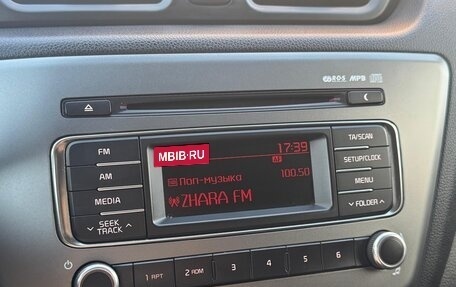 R·D·S MP3
FM
AM
MEDIA
SEEK
TRACK
MBIB.RU
17:39
AF
Поп-музыка 100.50
ZHARA FM
TA/SCAN
SETUP/CLOCK
MENU
FOLDER
1 RPT 2 RDM 3 4 5 6